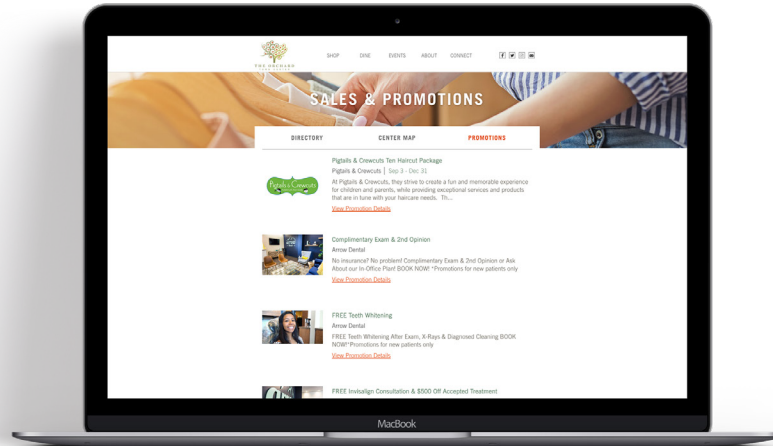 THE ORCHARD
SHOP DINE EVENTS ABOUT CONNECT
SALES & PROMOTIONS
DIRECTORY CENTER MAP PROMOTIONS
Pigtails & Crewcuts Ten Haircut Package
Pigtails & Crewcuts | Sep 3 - Dec 31
Pigtails & Crewcuts
At Pigtails & Crewcuts, they strive to create a fun and memorable experience
for children and parents, while providing exceptional services and products
that are in tune with your haircare needs. Th...
View Promotion Details
Complimentary Exam & 2nd Opinion
Arrow Dental
No insurance? No problem! Complimentary Exam & 2nd Opinion or Ask
About our In-Office Plan! BOOK NOW! *Promotions for new patients only
View Promotion Details
FREE Teeth Whitening
Arrow Dental
FREE Teeth Whitening After Exam, X-Rays & Diagnosed Cleaning BOOK
NOW!*Promotions for new patients only
View Promotion Details
FREE Invisalign Consultation & $500 Off Accepted Treatment
MacBook